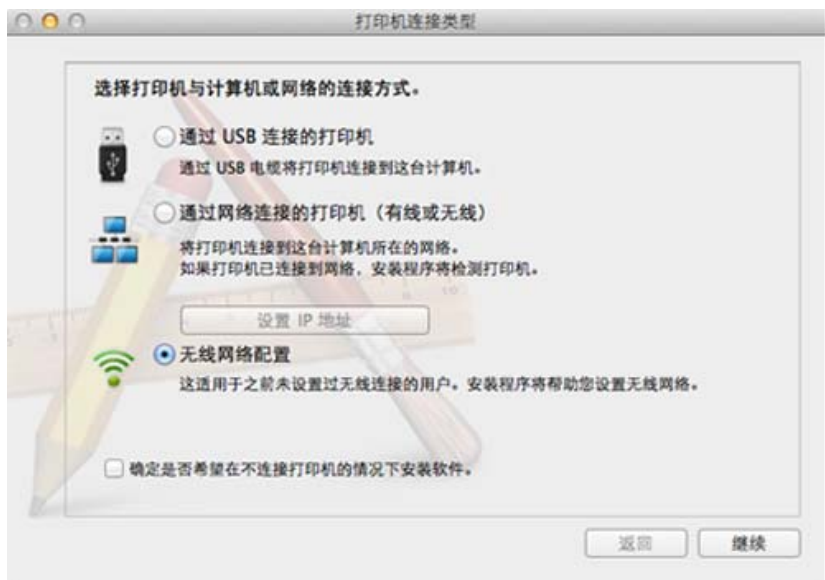 打印机连接类型
选择打印机与计算机或网络的连接方式。
通过 USB 连接的打印机
通过 USB 电缆将打印机连接到这台计算机。
通过网络连接的打印机（有线或无线）
将打印机连接到这台计算机所在的网络。
如果打印机已连接到网络，安装程序将检测打印机。
设置 IP 地址
无线网络配置
这适用于之前未设置过无线连接的用户。安装程序将帮助您设置无线网络。
确定是否希望在不连接打印机的情况下安装软件。
返回
继续